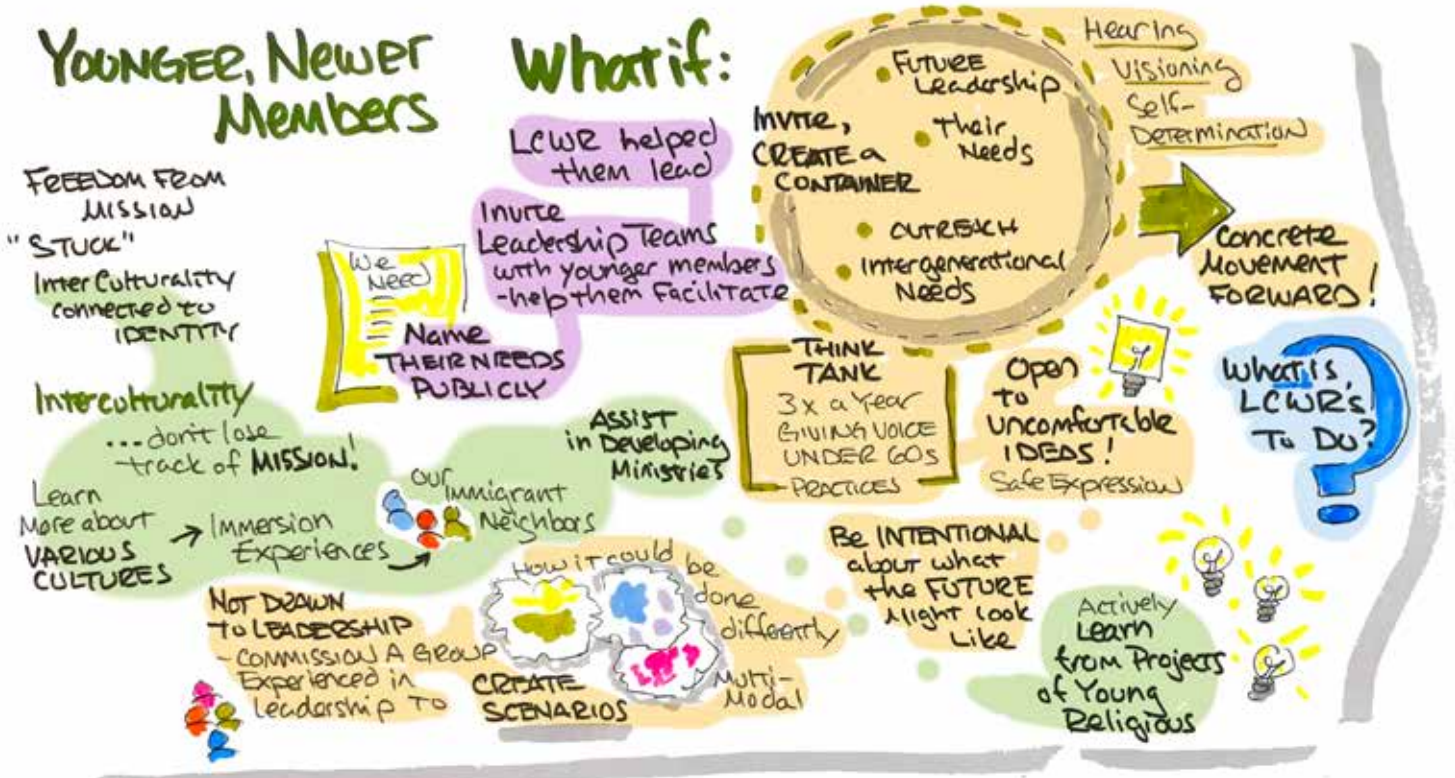 YOUNGER, NEWER
MEMBERS
What if:
FREEDOM FROM
MISSION
"STUCK"
InterCulturality
connected to
IDENTITY
Interculturality
...don't lose
track of MISSION!
Learn
More about
VARIOUS
CULTURES
Immersion
Experiences
Our
Immigrant
Neighbors
ASSIST
in Developing
Ministries
We
Need
Name
THEIR NEEDS
PUBLICLY
LCWR helped
them lead
Invite
Leadership Teams
with younger members
-help them Facilitate
Invite,
CREATE a
CONTAINER
FUTURE
Leadership
Their
Needs
OUTREACH
Intergenerational
Needs
Hearing
Visioning
Self-
Determination
Concrete
Movement
FORWARD!
THINK
TANK
3x a Year
GIVING VOICE
UNDER 60s
-PRACTICES
Open
to
Uncomfortable
IDEAS!
Safe Expression
What is
LCWR's
To Do?
NOT DRAWN
TO LEADERSHIP
-COMMISSION A GROUP
Experienced in
Leadership To
CREATE
SCENARIOS
How it could be
done
differently
Multi-
Modal
Be INTENTIONAL
about what
the FUTURE
Might look
Like
Actively
Learn
from Projects
of Young
Religious